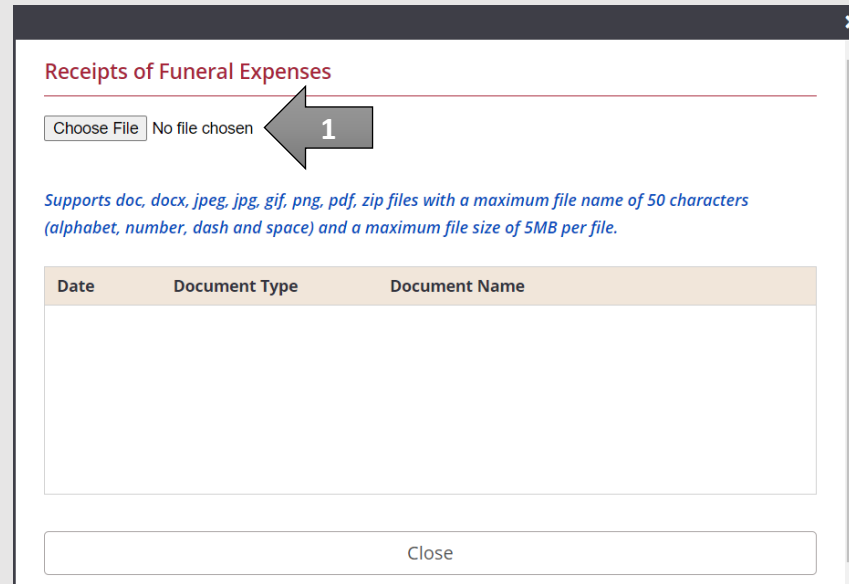 Receipts of Funeral Expenses
Choose File No file chosen 1
Supports doc, docx, jpeg, jpg, gif, png, pdf, zip files with a maximum file name of 50 characters
(alphabet, number, dash and space) and a maximum file size of 5MB per file.
Date Document Type Document Name
Close